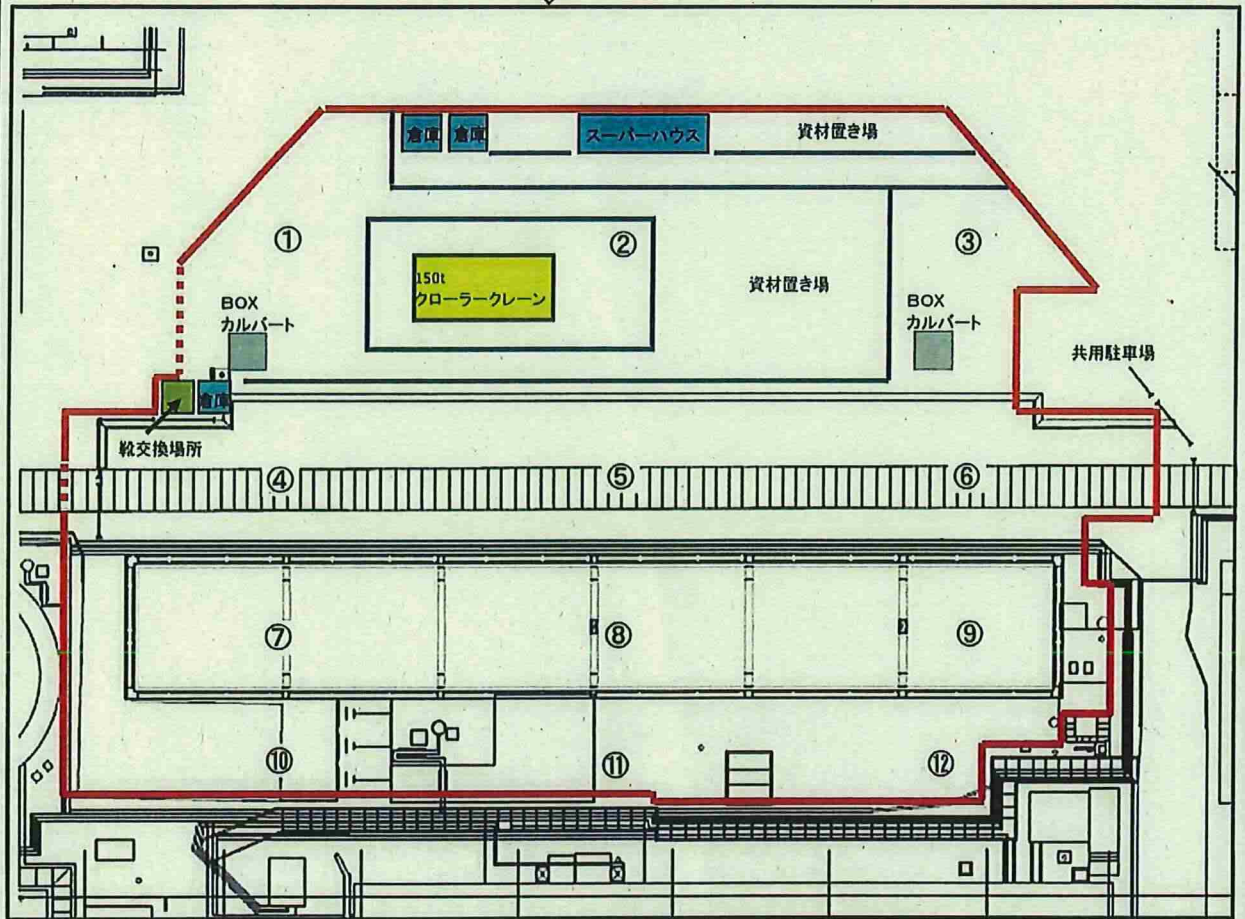 倉庫
倉庫
スーパーハウス
資材置き場
①
②
③
150t
クローラークレーン
資材置き場
BOX
カルバート
BOX
カルバート
共用駐車場
倉庫
靴交換場所
④
⑤
⑥
⑦
⑧
⑨
⑩
⑪
⑫